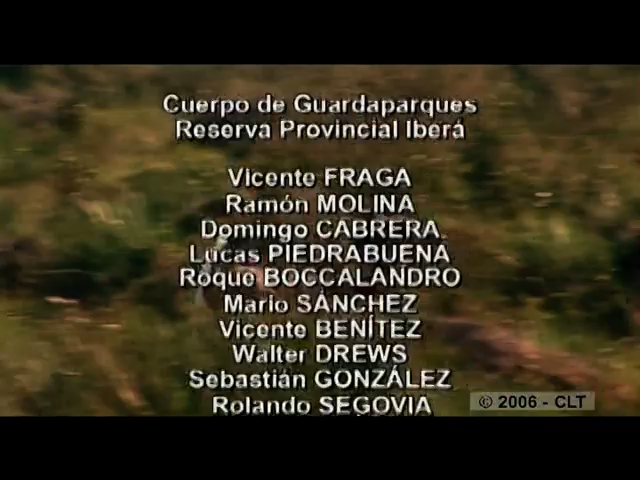 Cuerpo de Guardaparques
Reserva Provincial Iberá
Vicente FRAGA
Ramón MOLINA
Domingo CABRERA
Lucas PIEDRABUENA
Roque BOCCALANDRO
Mario SÁNCHEZ
Vicente BENÍTEZ
Walter DREWS
Sebastián GONZÁLEZ
Rolando SEGOVIA
© 2006 - CLT